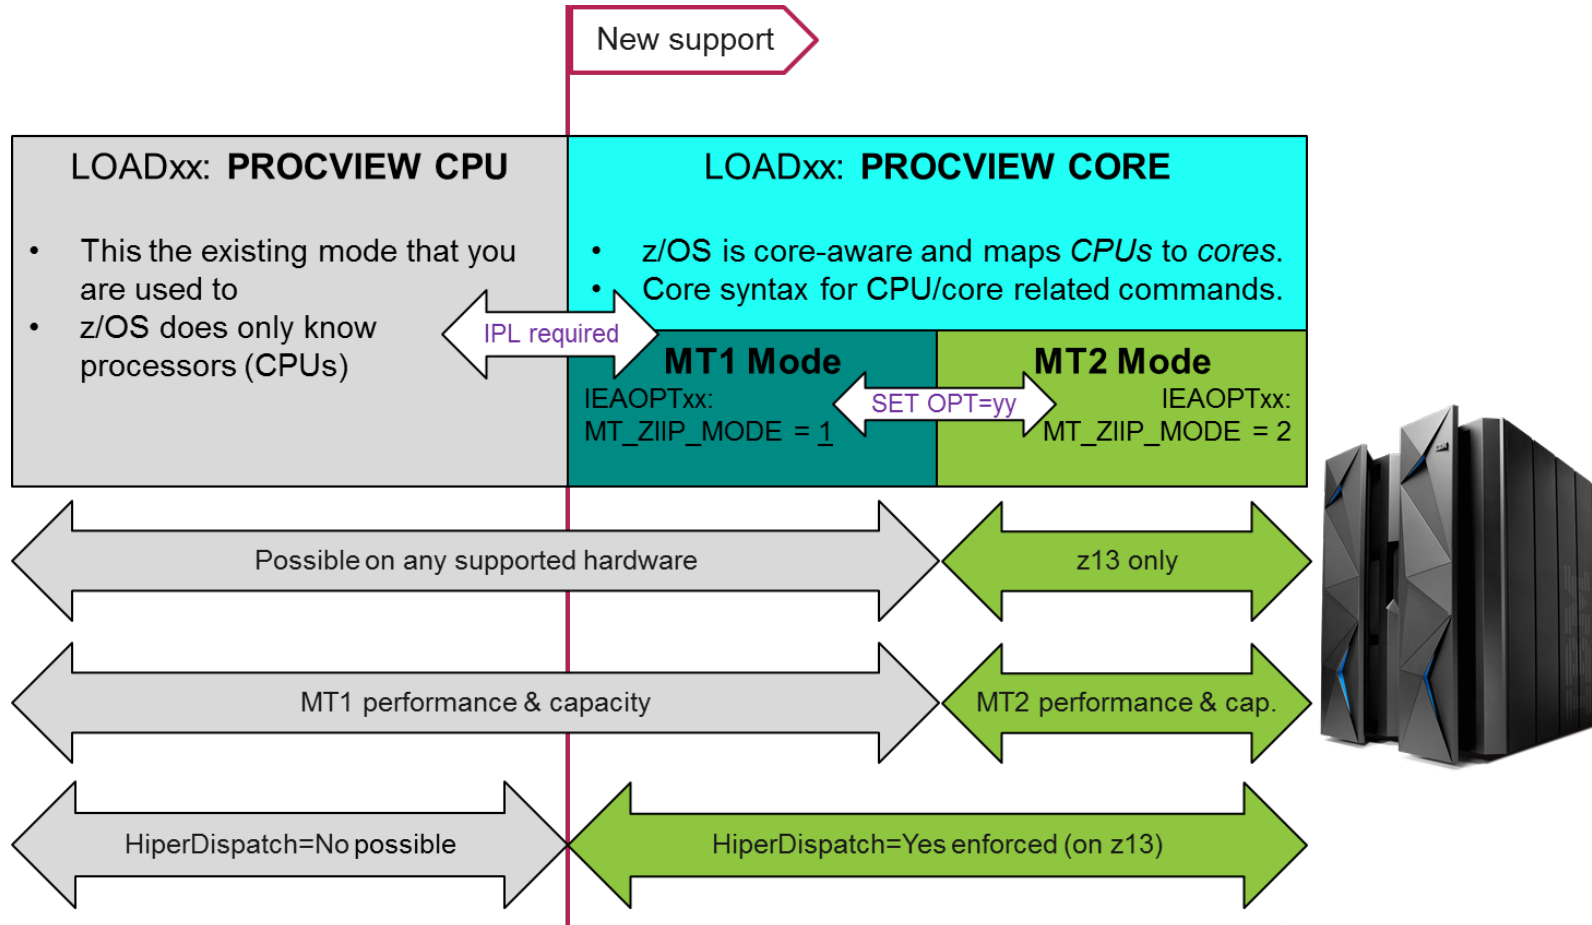 New support
LOADxx: PROCVIEW CPU
• This the existing mode that you
are used to
• z/OS does only know
processors (CPUs)
LOADxx: PROCVIEW CORE
• z/OS is core-aware and maps CPUs to cores.
• Core syntax for CPU/core related commands.
IPL required
MT1 Mode
IEAOPTxx:
MT_ZIIP_MODE = 1
SET OPT=yy
MT2 Mode
IEAOPTxx:
MT_ZIIP_MODE = 2
Possible on any supported hardware
z13 only
MT1 performance & capacity
MT2 performance & cap.
HiperDispatch=No possible
HiperDispatch=Yes enforced (on z13)